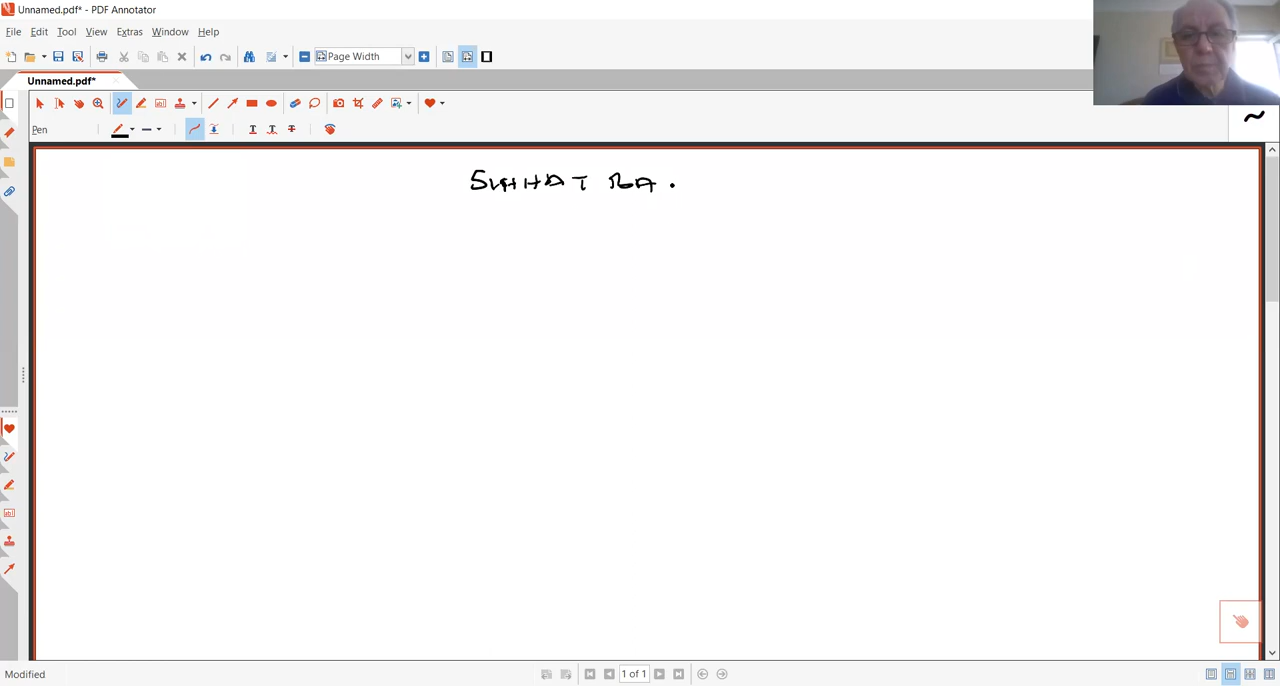 Unnamed.pdf* - PDF Annotator
File Edit Tool View Extras Window Help
Page Width
Unnamed.pdf*
Pen
Modified
1 of 1